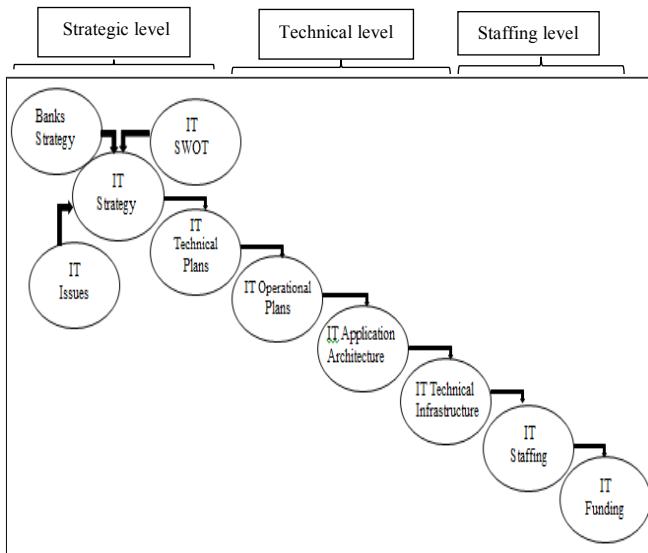 Strategic level
Technical level
Staffing level
Banks
Strategy
IT
SWOT
IT
Strategy
IT
Issues
IT
Technical
Plans
IT Operational
Plans
IT Application
Architecture
IT Technical
Infrastructure
IT
Staffing
IT
Funding